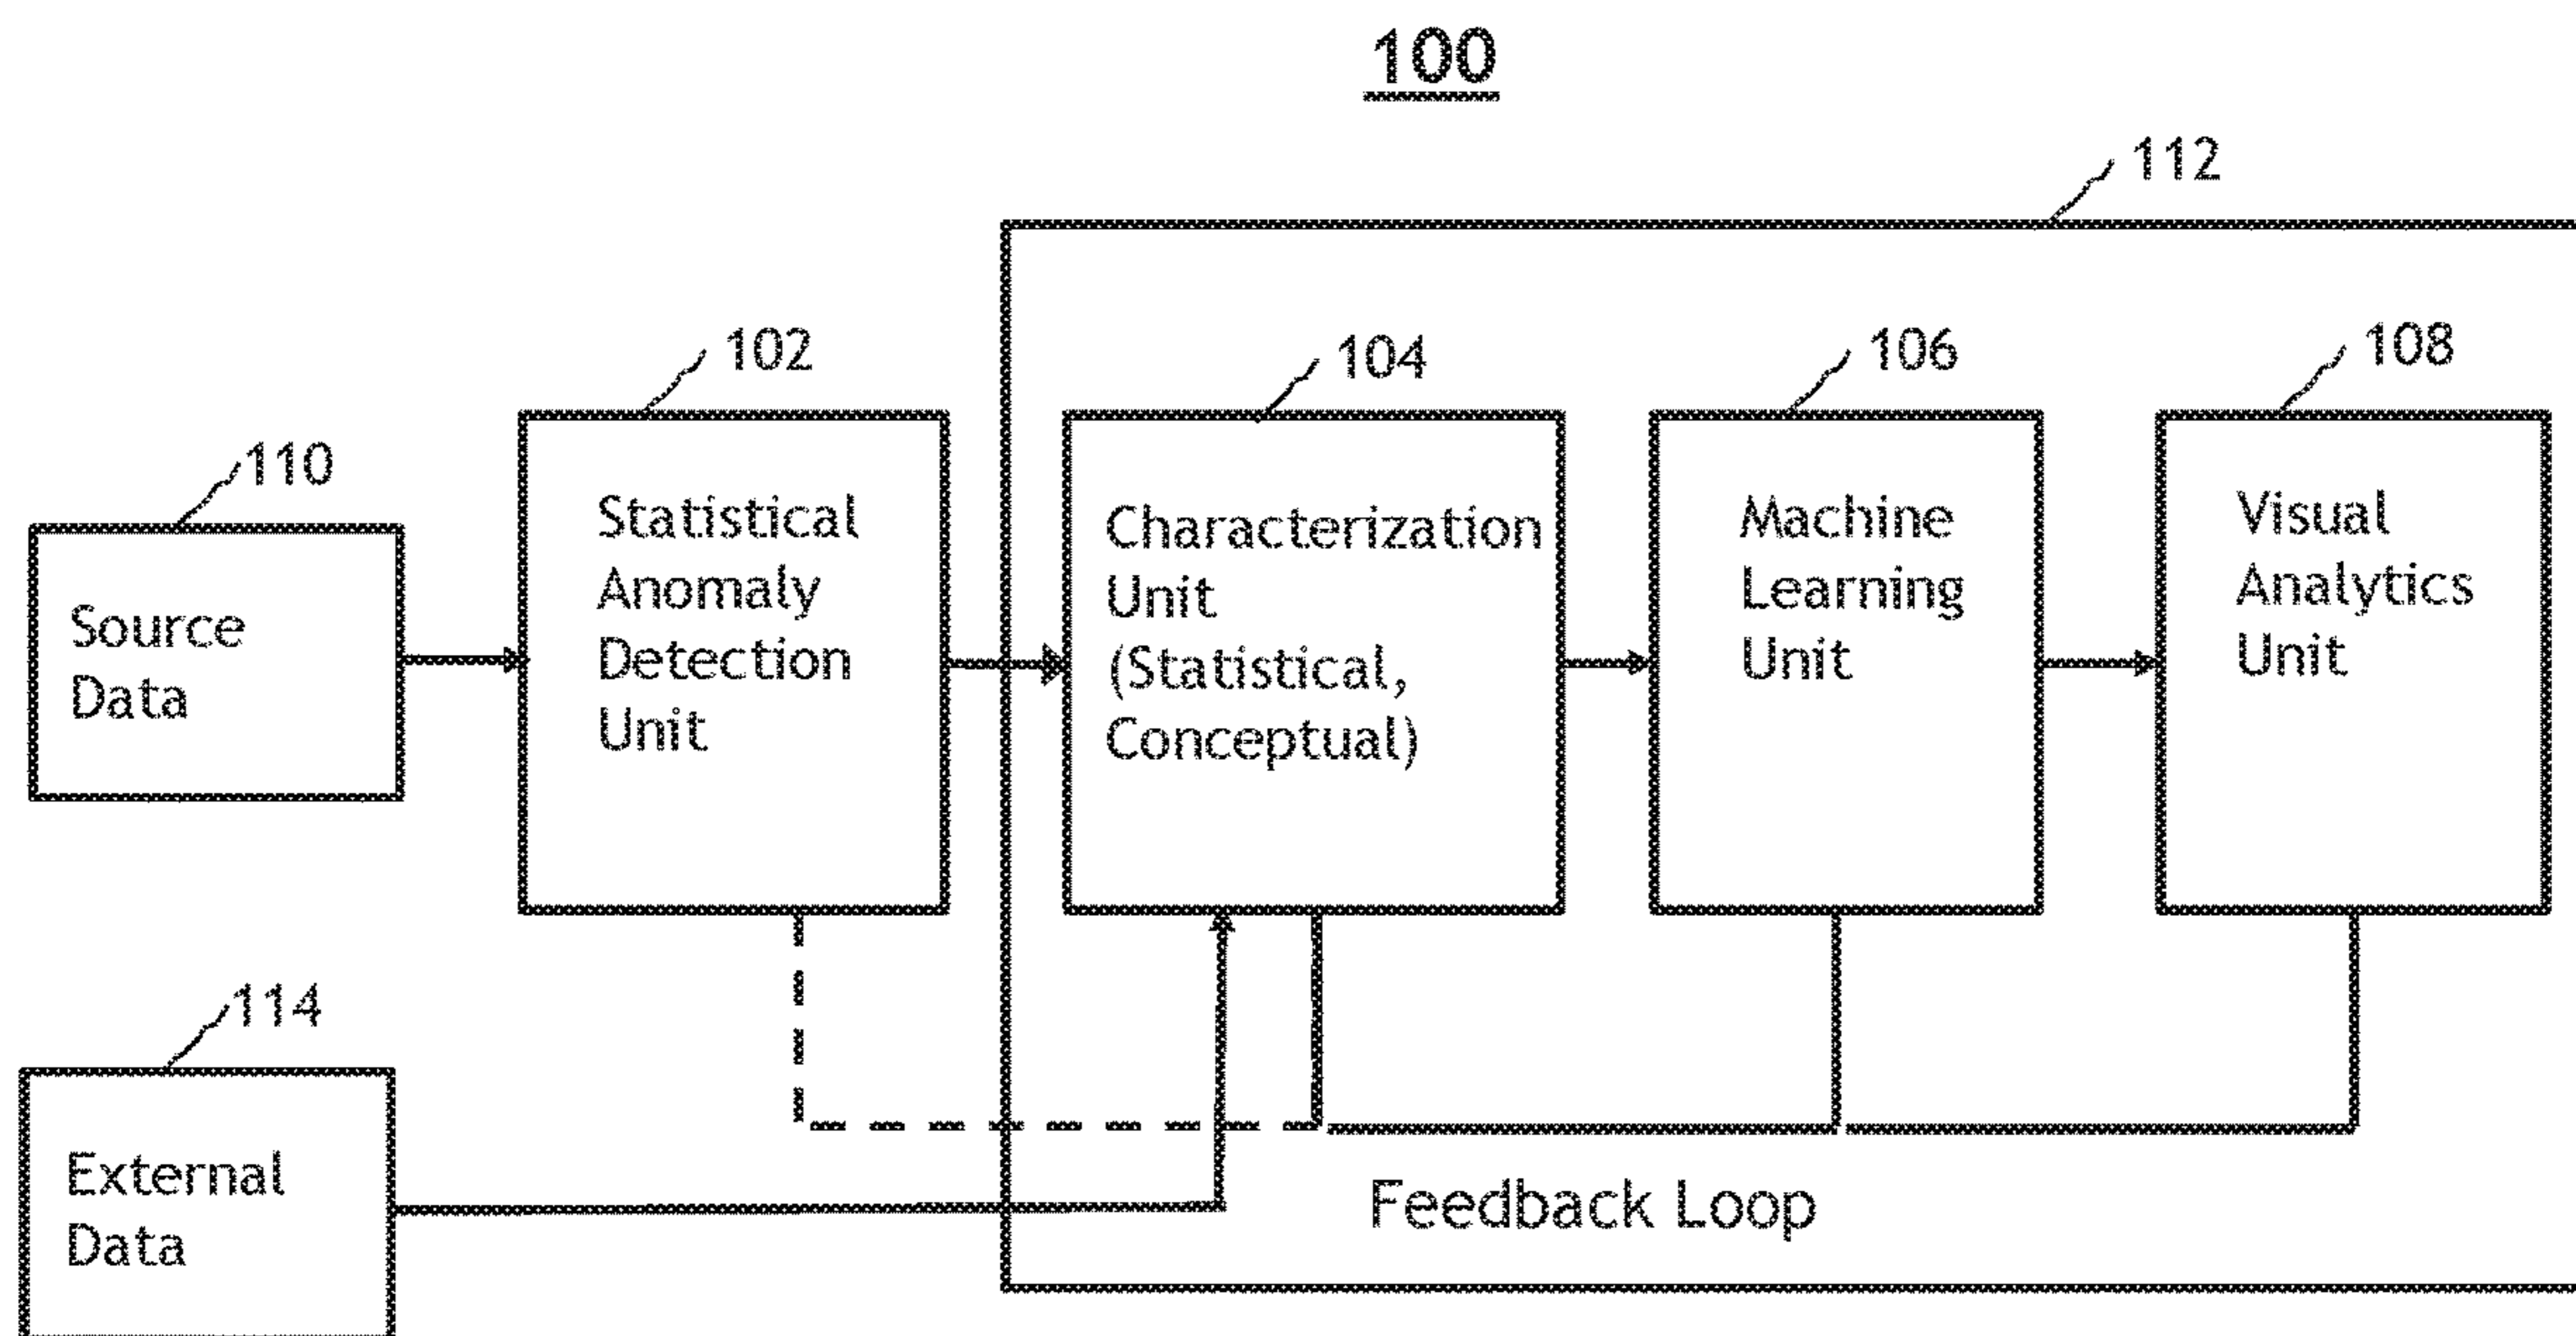 100
112
102
104
106
108
110
Statistical
Anomaly
Detection
Unit
Characterization
Unit
(Statistical,
Conceptual)
Machine
Learning
Unit
Visual
Analytics
Unit
Source
Data
114
External
Data
Feedback Loop